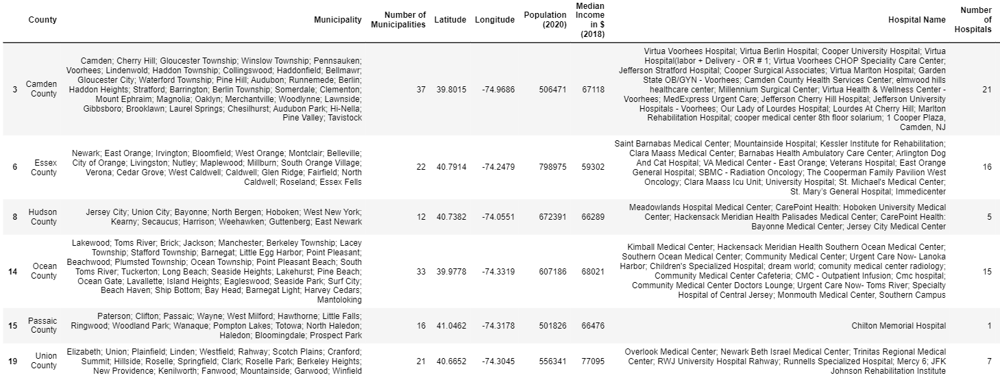 County Municipality Number of Municipalities Latitude Longitude Population (2020) Median Income in $ (2018) Hospital Name Number of Hospitals
3 Camden County
Camden; Cherry Hill; Gloucester Township; Winslow Township; Pennsauken;
Voorhees; Lindenwold; Haddon Township; Collingswood; Haddonfield; Bellmawr;
Gloucester City; Waterford Township; Pine Hill; Audubon; Runnemede; Berlin;
Haddon Heights; Stratford; Barrington; Berlin Township; Somerdale; Clementon;
Mount Ephraim; Magnolia; Oaklyn; Merchantville; Woodlynne; Lawnside;
Gibbsboro; Brooklawn; Laurel Springs; Chesilhurst; Audubon Park; Hi-Nella;
Pine Valley; Tavistock
37 39.8015 -74.9686 506471 67118
Virtua Voorhees Hospital; Virtua Berlin Hospital; Cooper University Hospital; Virtua
Hospital(labor + Delivery - OR # 1; Virtua Voorhees CHOP Speciality Care Center;
Jefferson Stratford Hospital; Cooper Surgical Associates; Virtua Marlton Hospital; Garden
State OB/GYN - Voorhees; Camden County Health Services Center; elmwood hills
healthcare center; Millennium Surgical Center; Virtua Health & Wellness Center -
Voorhees; MedExpress Urgent Care; Jefferson Cherry Hill Hospital; Jefferson University
Hospitals - Voorhees; Our Lady of Lourdes Hospital; Lourdes At Cherry Hill; Marlton
Rehabilitation Hospital; cooper medical center 8th floor solarium; 1 Cooper Plaza,
Camden, NJ
21
6 Essex County
Newark; East Orange; Irvington; Bloomfield; West Orange; Montclair; Belleville;
City of Orange; Livingston; Nutley; Maplewood; Millburn; South Orange Village;
Verona; Cedar Grove; West Caldwell; Caldwell; Glen Ridge; Fairfield; North
Caldwell; Roseland; Essex Fells
22 40.7914 -74.2479 798975 59302
Saint Barnabas Medical Center; Mountainside Hospital; Kessler Institute for Rehabilitation;
Clara Maass Medical Center; Barnabas Health Ambulatory Care Center; Arlington Dog
And Cat Hospital; VA Medical Center - East Orange; Veterans Hospital; East Orange
General Hospital; SBMC - Radiation Oncology; The Cooperman Family Pavilion West
Oncology; Clara Maass Icu Unit; University Hospital; St. Michael's Medical Center;
St. Mary's General Hospital; Immedicenter
16
8 Hudson County
Jersey City; Union City; Bayonne; North Bergen; Hoboken; West New York;
Kearny; Secaucus; Harrison; Weehawken; Guttenberg; East Newark
12 40.7382 -74.0551 672391 66289
Meadowlands Hospital Medical Center; CarePoint Health: Hoboken University Medical
Center; Hackensack Meridian Health Palisades Medical Center; CarePoint Health:
Bayonne Medical Center; Jersey City Medical Center
5
14 Ocean County
Lakewood; Toms River; Brick; Jackson; Manchester; Berkeley Township; Lacey
Township; Stafford Township; Barnegat; Little Egg Harbor; Point Pleasant;
Beachwood; Plumsted Township; Ocean Township; Point Pleasant Beach; South
Toms River; Tuckerton; Long Beach; Seaside Heights; Lakehurst; Pine Beach;
Ocean Gate; Lavallette; Island Heights; Eagleswood; Seaside Park; Surf City;
Beach Haven; Ship Bottom; Bay Head; Barnegat Light; Harvey Cedars;
Mantoloking
33 39.9778 -74.3319 607186 68021
Kimball Medical Center; Hackensack Meridian Health Southern Ocean Medical Center;
Southern Ocean Medical Center; Community Medical Center; Urgent Care Now- Lanoka
Harbor; Children's Specialized Hospital; dream world; comunity medical center radiology;
Community Medical Center Cafeteria; CMC - Outpatient Infusion; Cmc hospital;
Community Medical Center Doctors Lounge; Urgent Care Now- Toms River; Specialty
Hospital of Central Jersey; Monmouth Medical Center, Southern Campus
15
15 Passaic County
Paterson; Clifton; Passaic; Wayne; West Milford; Hawthorne; Little Falls;
Ringwood; Woodland Park; Wanaque; Pompton Lakes; Totowa; North Haledon;
Haledon; Bloomingdale; Prospect Park
16 41.0462 -74.3178 501826 66476
Chilton Memorial Hospital
1
19 Union County
Elizabeth; Union; Plainfield; Linden; Westfield; Rahway; Scotch Plains; Cranford;
Summit; Hillside; Roselle; Springfield; Clark; Roselle Park; Berkeley Heights;
New Providence; Kenilworth; Fanwood; Mountainside; Garwood; Winfield
21 40.6652 -74.3045 556341 77095
Overlook Medical Center; Newark Beth Israel Medical Center; Trinitas Regional Medical
Center; RWJ University Hospital Rahway; Runnells Specialized Hospital; Mercy 6; JFK
Johnson Rehabilitation Institute
7